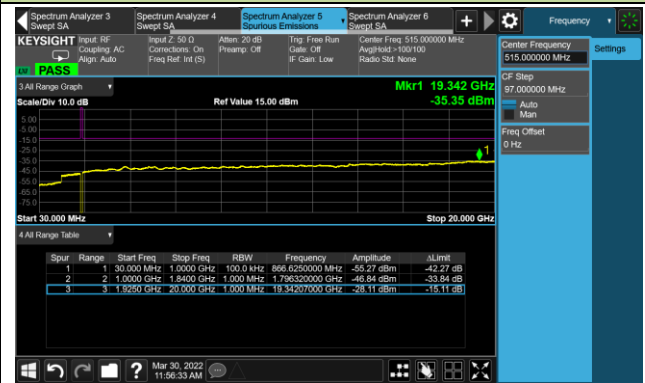 Spectrum Analyzer 3
Swept SA
Spectrum Analyzer 4
Swept SA
Spectrum Analyzer 5
Spurious Emissions
Spectrum Analyzer 6
Swept SA
+
Frequency
KEYSIGHT
Input: RF
Coupling: AC
Align: Auto
Input Z: 50 Ω
Corrections: On
Freq Ref: Int (S)
Atten: 20 dB
Preamp: Off
Trig: Free Run
Gate: Off
IF Gain: Low
Center Freq: 515.000000 MHz
Avg|Hold:>100/100
Radio Std: None
PASS
Center Frequency
515.000000 MHz
Settings
CF Step
97.000000 MHz
Auto
Man
Freq Offset
0 Hz
3 All Range Graph
Mkr1 19.342 GHz
Scale/Div 10.0 dB
Ref Value 15.00 dBm
-35.35 dBm
5.00
-5.00
-15.0
-25.0
-35.0
-45.0
-55.0
-65.0
-75.0
1
Start 30.000 MHz
Stop 20.000 GHz
4 All Range Table
Spur Range Start Freq Stop Freq RBW Frequency Amplitude ΔLimit
1 1 30.000 MHz 1.0000 GHz 100.0 kHz 866.6250000 MHz -55.27 dBm -42.27 dB
2 2 1.0000 GHz 1.8400 GHz 1.000 MHz 1.796320000 GHz -46.84 dBm -33.84 dB
3 3 1.9250 GHz 20.000 GHz 1.000 MHz 19.34207000 GHz -28.11 dBm -15.11 dB
?
Mar 30, 2022
11:56:33 AM